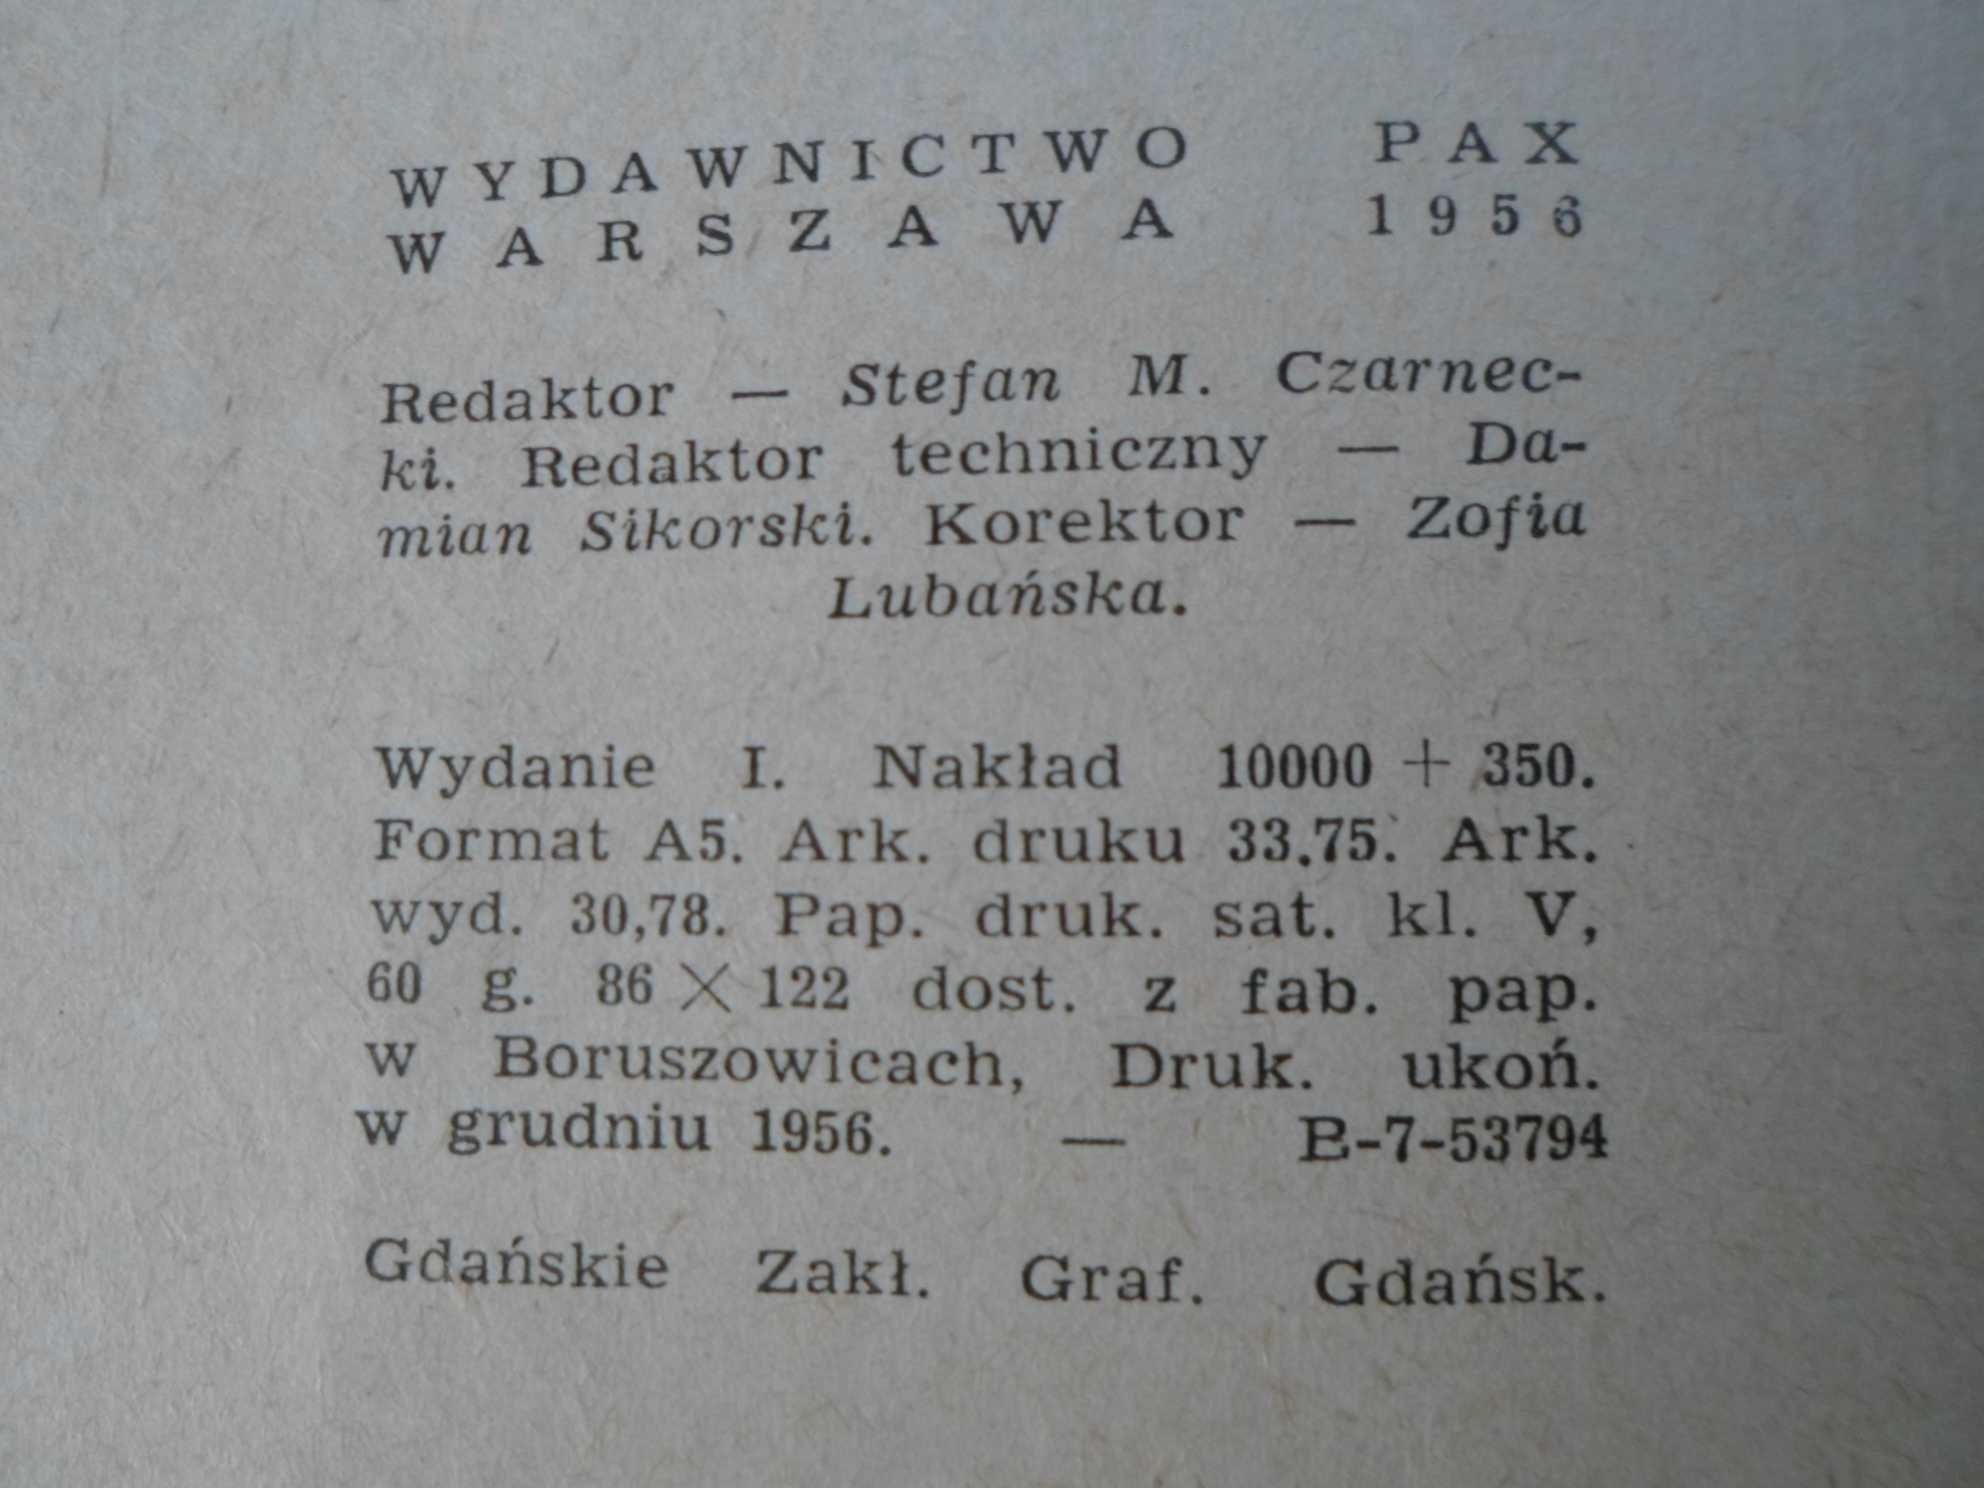 WYDAWNICTWO PAX
WARSZAWA 1956
Redaktor — Stefan M. Czarnec-
ki. Redaktor techniczny — Da-
mian Sikorski. Korektor — Zofia
Lubańska.
Wydanie I. Nakład 10000 + 350.
Format A5. Ark. druku 33,75. Ark.
wyd. 30,78. Pap. druk. sat. kl. V,
60 g. 86 × 122 dost. z fab. pap.
w Boruszowicach, Druk. ukoń.
w grudniu 1956. — B-7-53794
Gdańskie Zakł. Graf. Gdańsk.